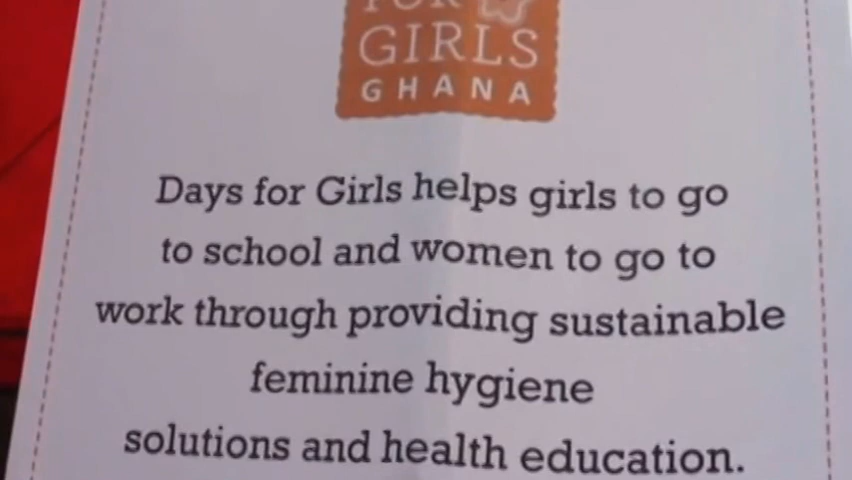 FOR
GIRLS
GHANA
Days for Girls helps girls to go
to school and women to go to
work through providing sustainable
feminine hygiene
solutions and health education.